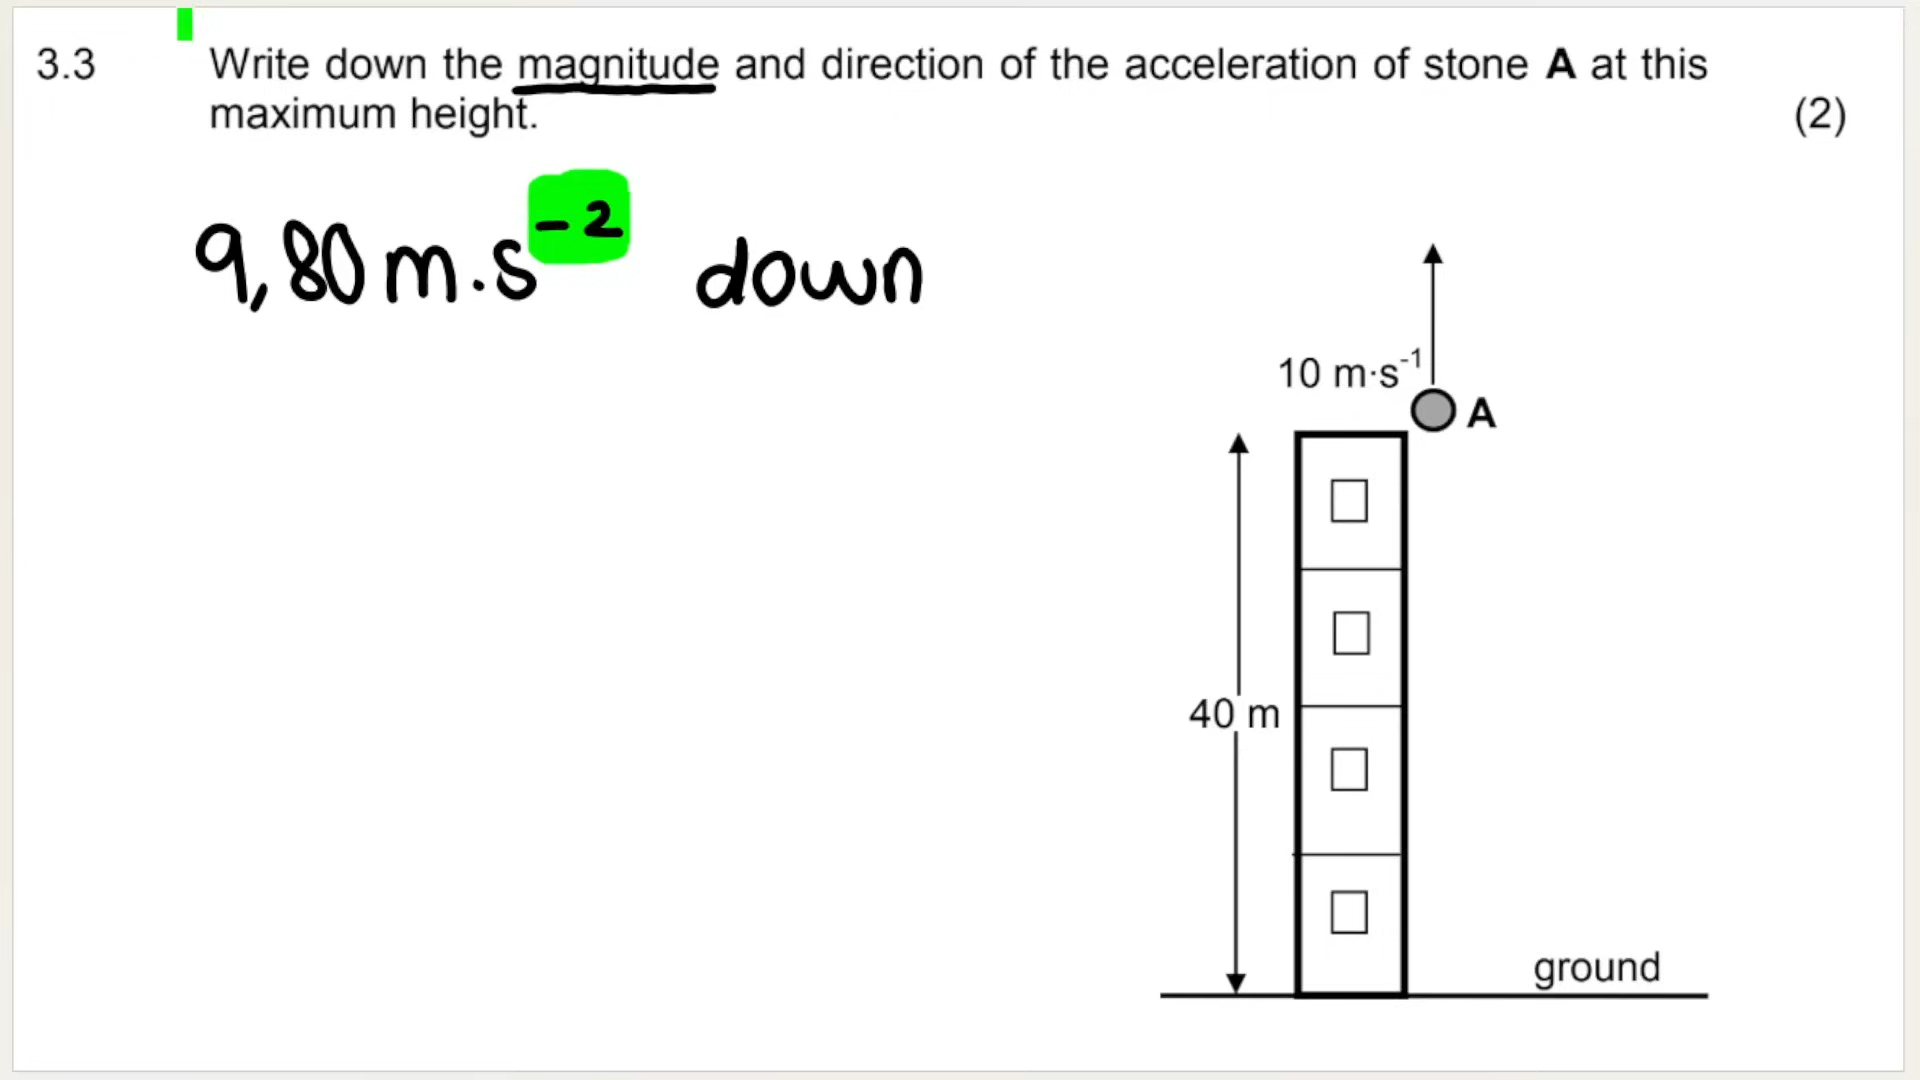 3.3 Write down the magnitude and direction of the acceleration of stone A at this
maximum height. (2)
9,80 m.s⁻² down
10 m·s⁻¹
A
40 m
ground